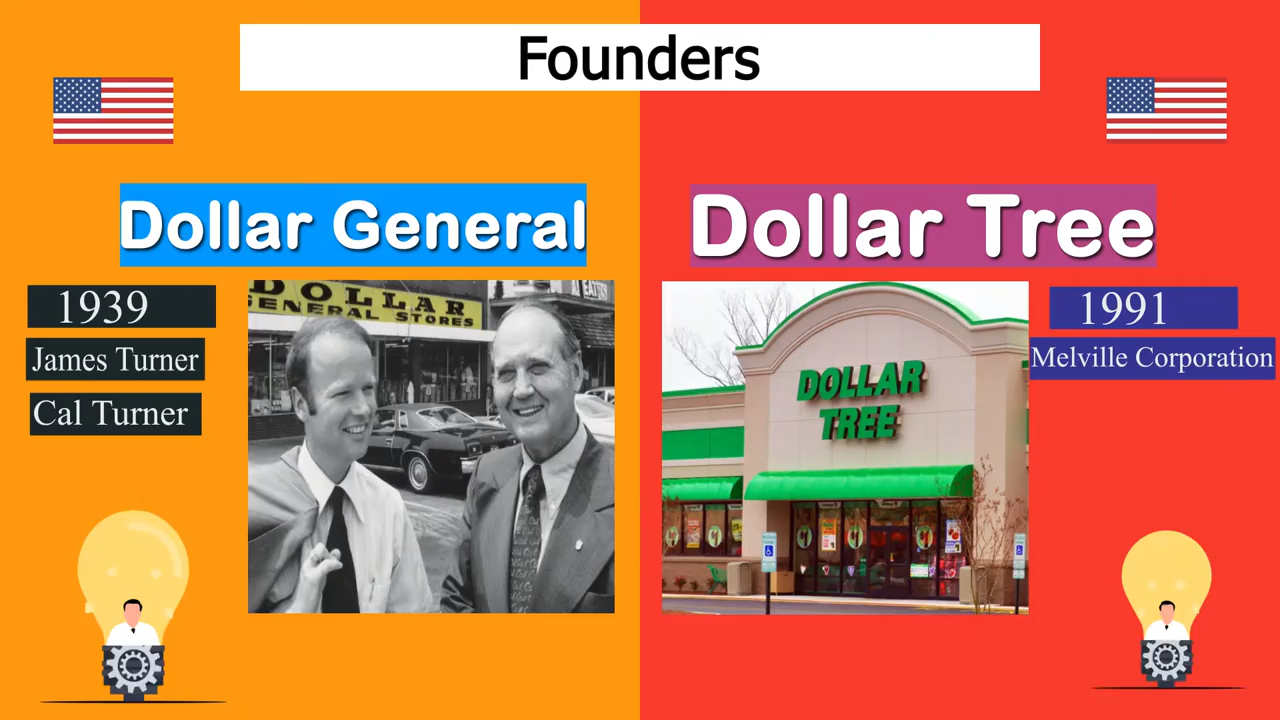 Founders
Dollar General
Dollar Tree
1939
James Turner
Cal Turner
DOLLAR
GENERAL STORES
DOLLAR
TREE
1991
Melville Corporation